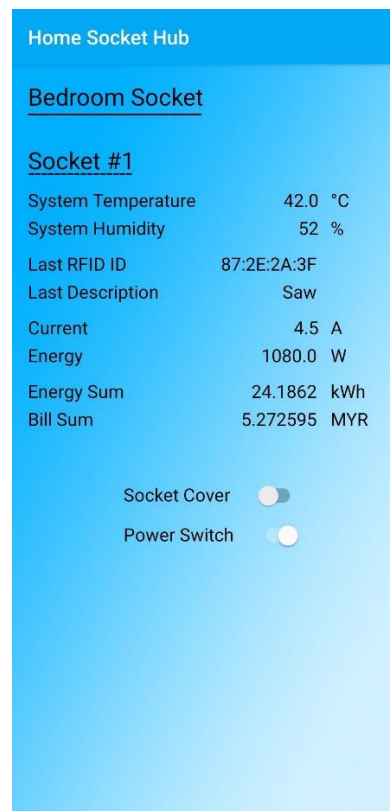 Home Socket Hub
Bedroom Socket
Socket #1
System Temperature 42.0 °C
System Humidity 52 %
Last RFID ID 87:2E:2A:3F
Last Description Saw
Current 4.5 A
Energy 1080.0 W
Energy Sum 24.1862 kWh
Bill Sum 5.272595 MYR
Socket Cover
Power Switch